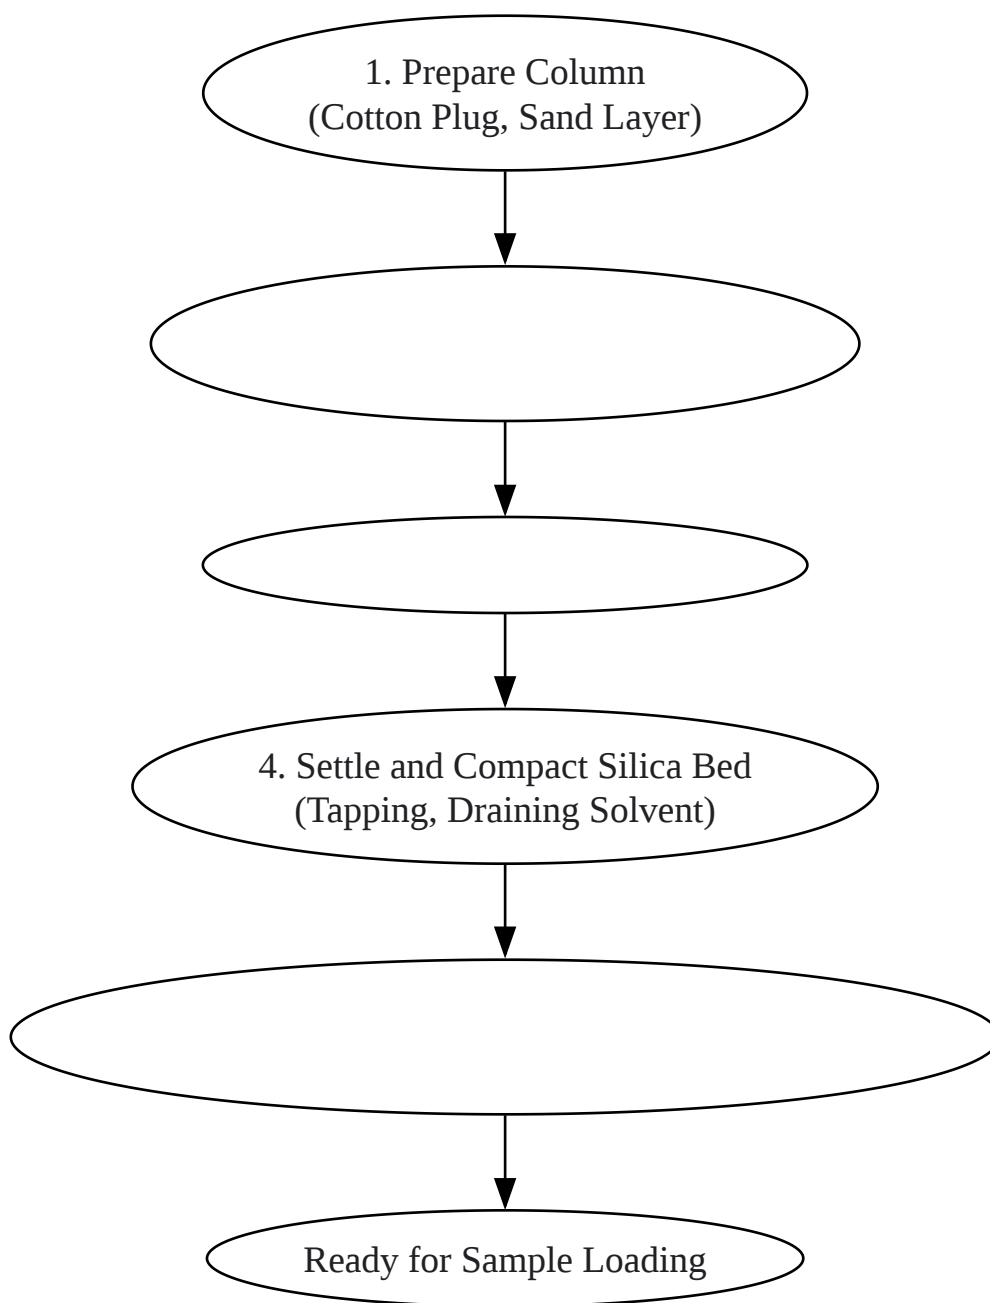 1. Prepare Column
(Cotton Plug, Sand Layer)
4. Settle and Compact Silica Bed
(Tapping, Draining Solvent)
Ready for Sample Loading